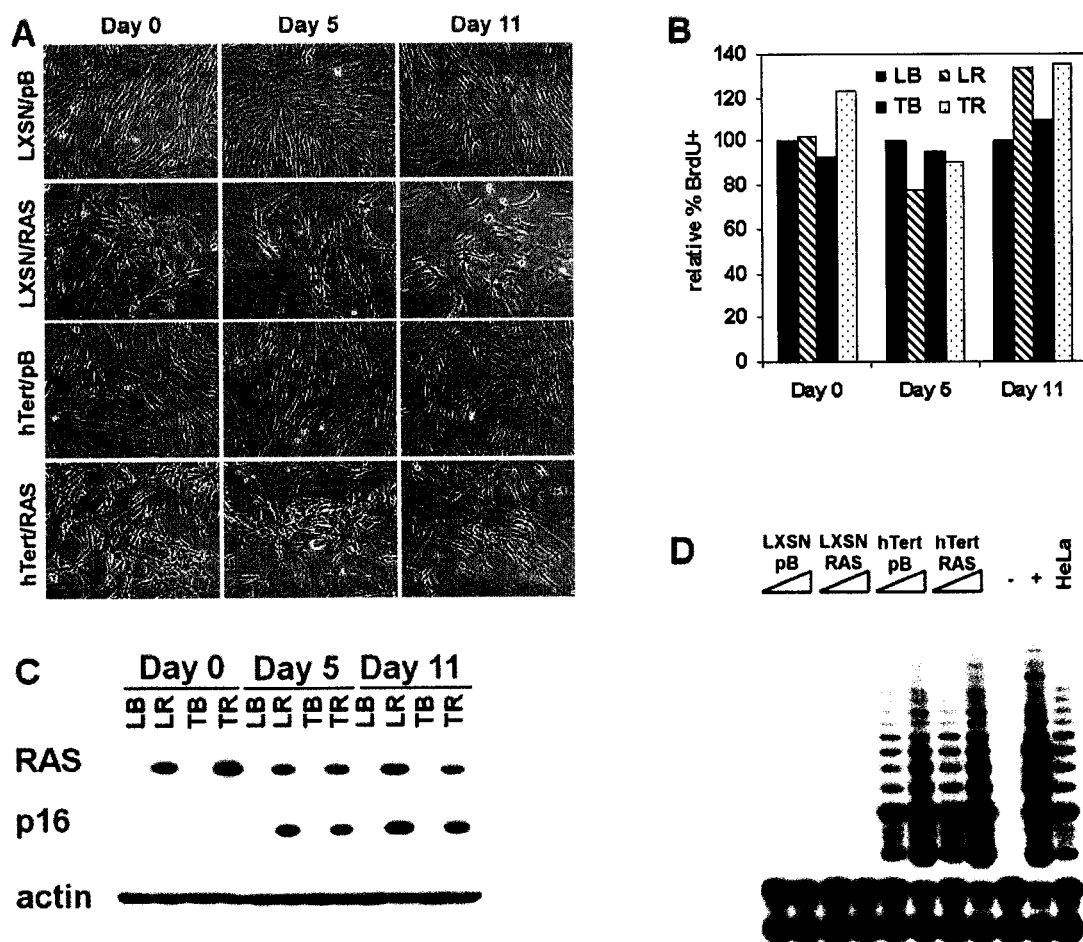 A
Day 0 Day 5 Day 11
LXSN/pB
LXSN/RAS
hTert/pB
hTert/RAS
B
140
120
100
80
60
40
20
0
relative % BrdU+
LB LR
TB TR
Day 0 Day 5 Day 11
C
Day 0 Day 5 Day 11
LB LR TB TR LB LR TB TR LB LR TB TR
RAS
p16
actin
D
LXSN LXSN hTert hTert
pB RAS pB RAS - + HeLa